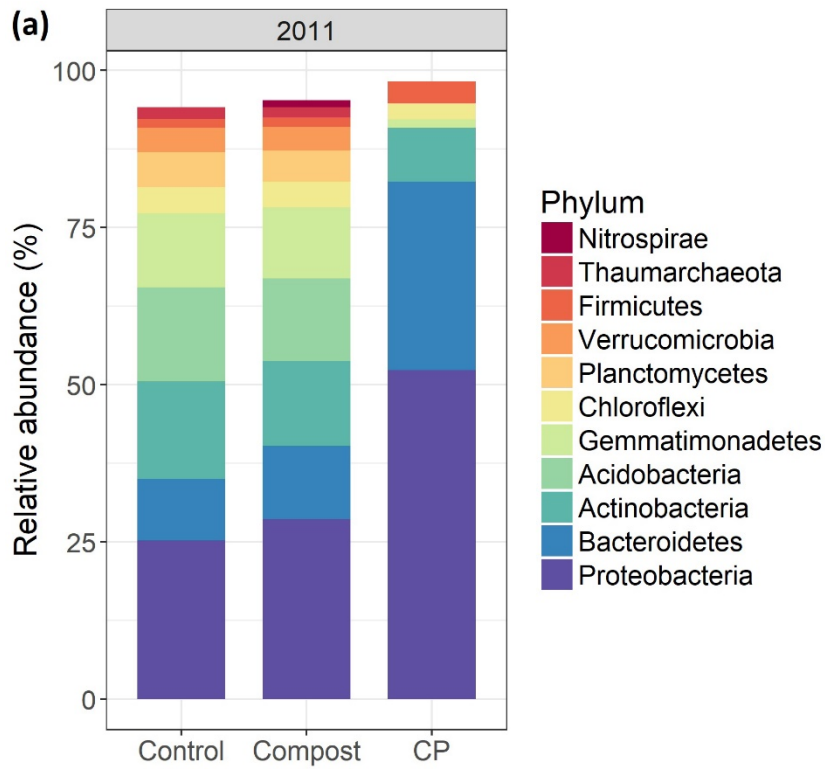 (a)
2011
Relative abundance (%)
100
75
50
25
0
Control Compost CP
Phylum
Nitrospirae
Thaumarchaeota
Firmicutes
Verrucomicrobia
Planctomycetes
Chloroflexi
Gemmatimonadetes
Acidobacteria
Actinobacteria
Bacteroidetes
Proteobacteria